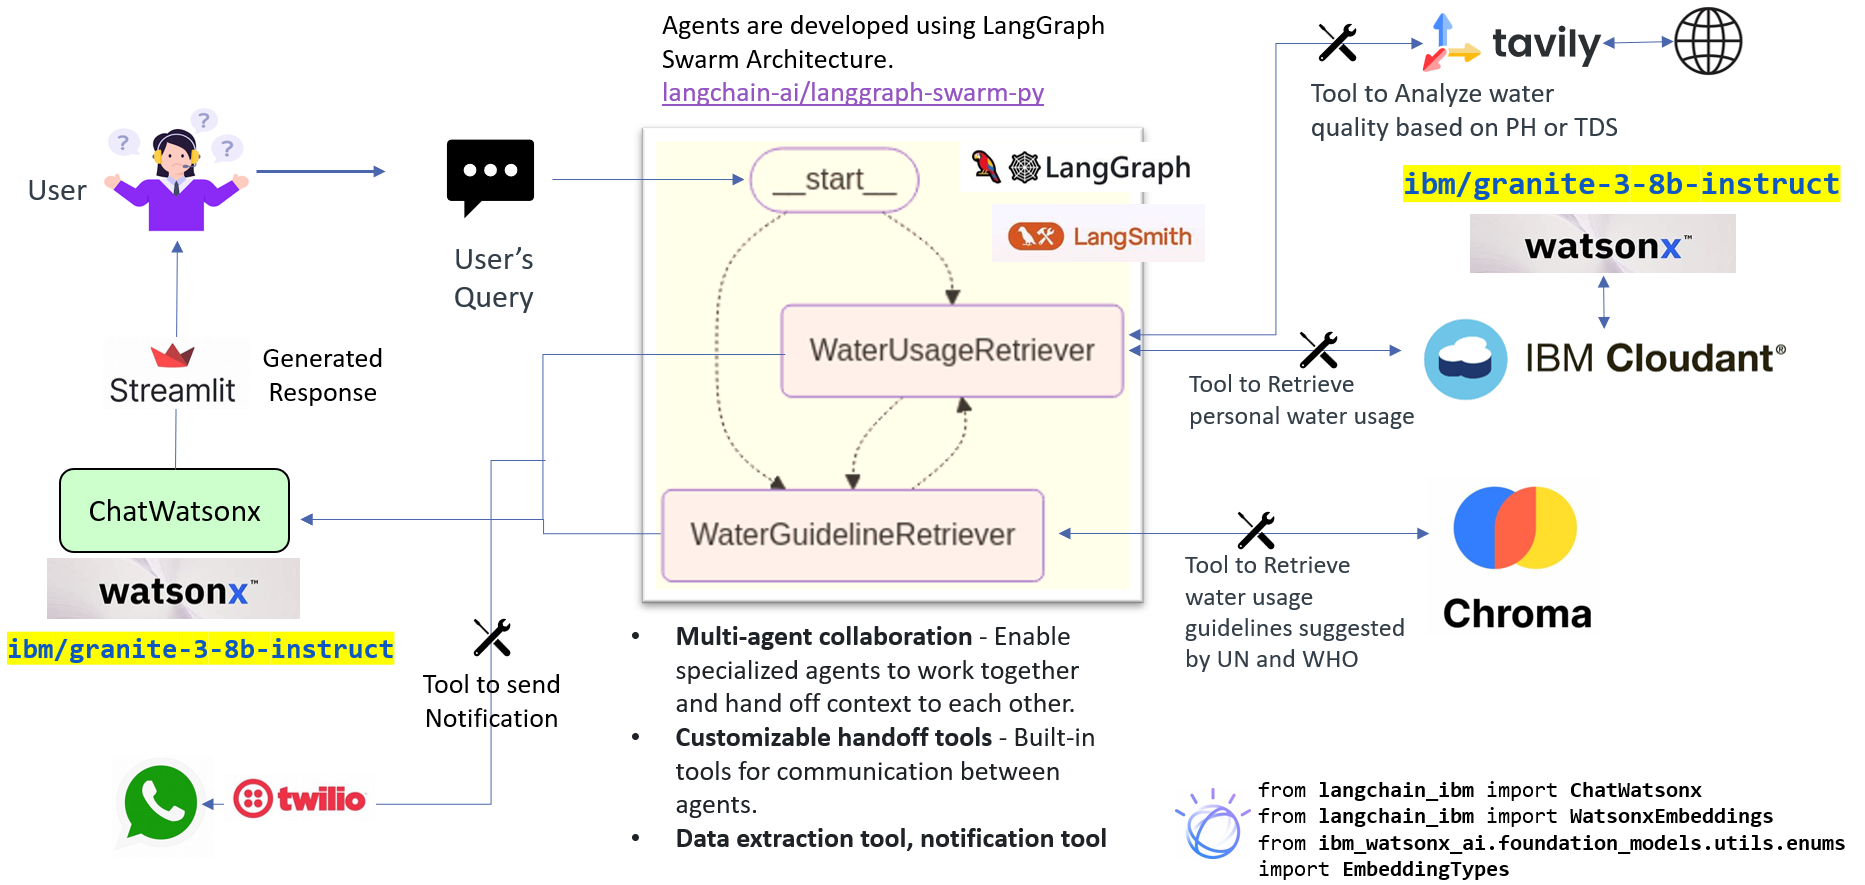 Agents are developed using LangGraph
Swarm Architecture.
langchain-ai/langgraph-swarm-py
tavily
Tool to Analyze water
quality based on PH or TDS
ibm/granite-3-8b-instruct
watsonx™
IBM Cloudant®
Tool to Retrieve
personal water usage
? ? ?
User
User's
Query
__start__
LangGraph
LangSmith
WaterUsageRetriever
WaterGuidelineRetriever
Streamlit
Generated
Response
ChatWatsonx
watsonx™
ibm/granite-3-8b-instruct
Tool to send
Notification
twilio
Tool to Retrieve
water usage
guidelines suggested
by UN and WHO
Chroma
• Multi-agent collaboration - Enable
specialized agents to work together
and hand off context to each other.
• Customizable handoff tools - Built-in
tools for communication between
agents.
• Data extraction tool, notification tool
from langchain_ibm import ChatWatsonx
from langchain_ibm import WatsonxEmbeddings
from ibm_watsonx_ai.foundation_models.utils.enums
import EmbeddingTypes